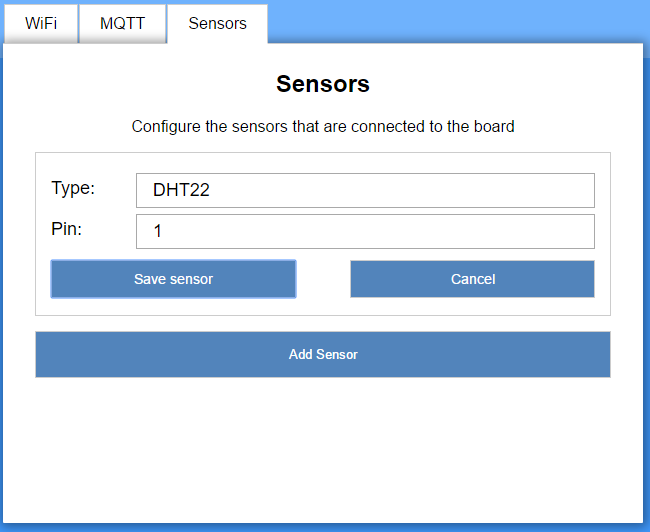 WiFi MQTT Sensors
Sensors
Configure the sensors that are connected to the board
Type: DHT22
Pin: 1
Save sensor Cancel
Add Sensor